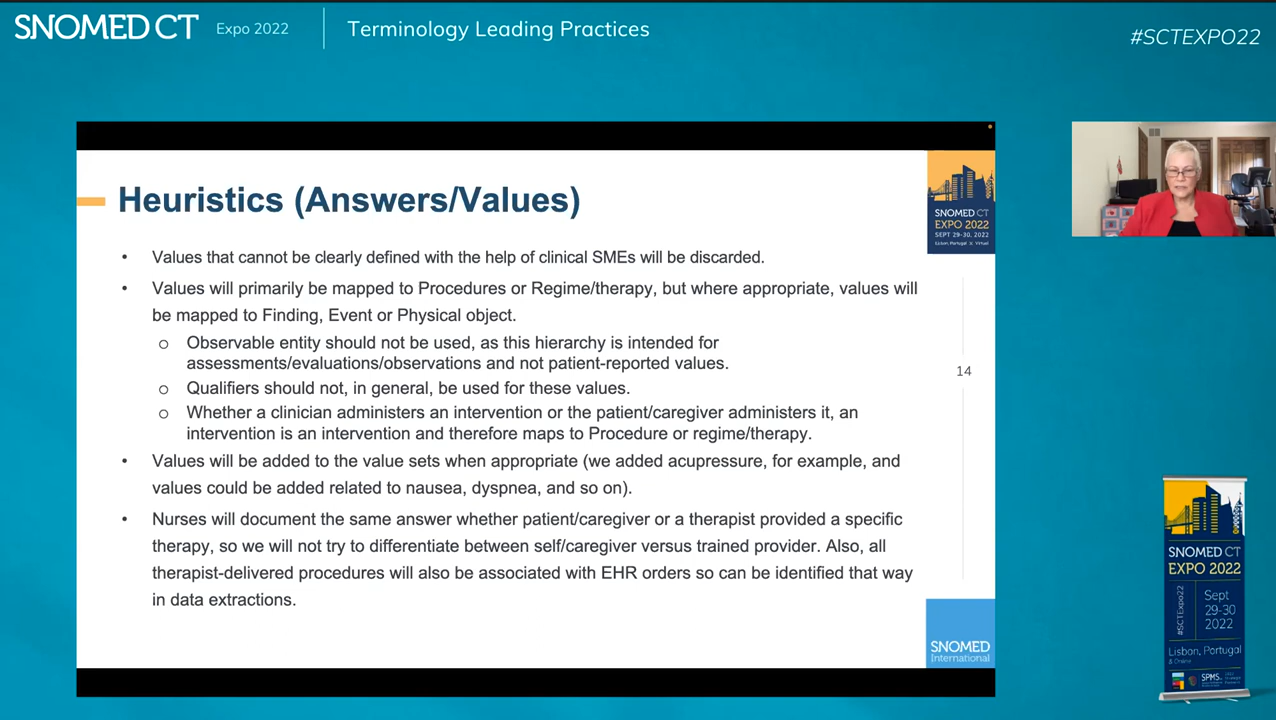 SNOMED CT Expo 2022 Terminology Leading Practices
#SCTEXPO22
Heuristics (Answers/Values)
SNOMED CT
EXPO 2022
SEPT 29-30, 2022
Lisbon, Portugal X Virtual
• Values that cannot be clearly defined with the help of clinical SMEs will be discarded.
• Values will primarily be mapped to Procedures or Regime/therapy, but where appropriate, values will
be mapped to Finding, Event or Physical object.
o Observable entity should not be used, as this hierarchy is intended for
assessments/evaluations/observations and not patient-reported values.
o Qualifiers should not, in general, be used for these values.
o Whether a clinician administers an intervention or the patient/caregiver administers it, an
intervention is an intervention and therefore maps to Procedure or regime/therapy.
• Values will be added to the value sets when appropriate (we added acupressure, for example, and
values could be added related to nausea, dyspnea, and so on).
• Nurses will document the same answer whether patient/caregiver or a therapist provided a specific
therapy, so we will not try to differentiate between self/caregiver versus trained provider. Also, all
therapist-delivered procedures will also be associated with EHR orders so can be identified that way
in data extractions.
14
SNOMED
International
SNOMED CT
EXPO 2022
#SCTExpo22
Sept
29-30
2022
Lisbon, Portugal
& Online
SPMS